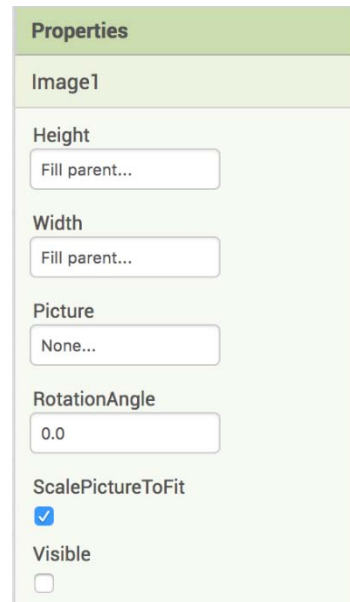 Properties
Image1
Height
Fill parent...
Width
Fill parent...
Picture
None...
RotationAngle
0.0
ScalePictureToFit
Visible